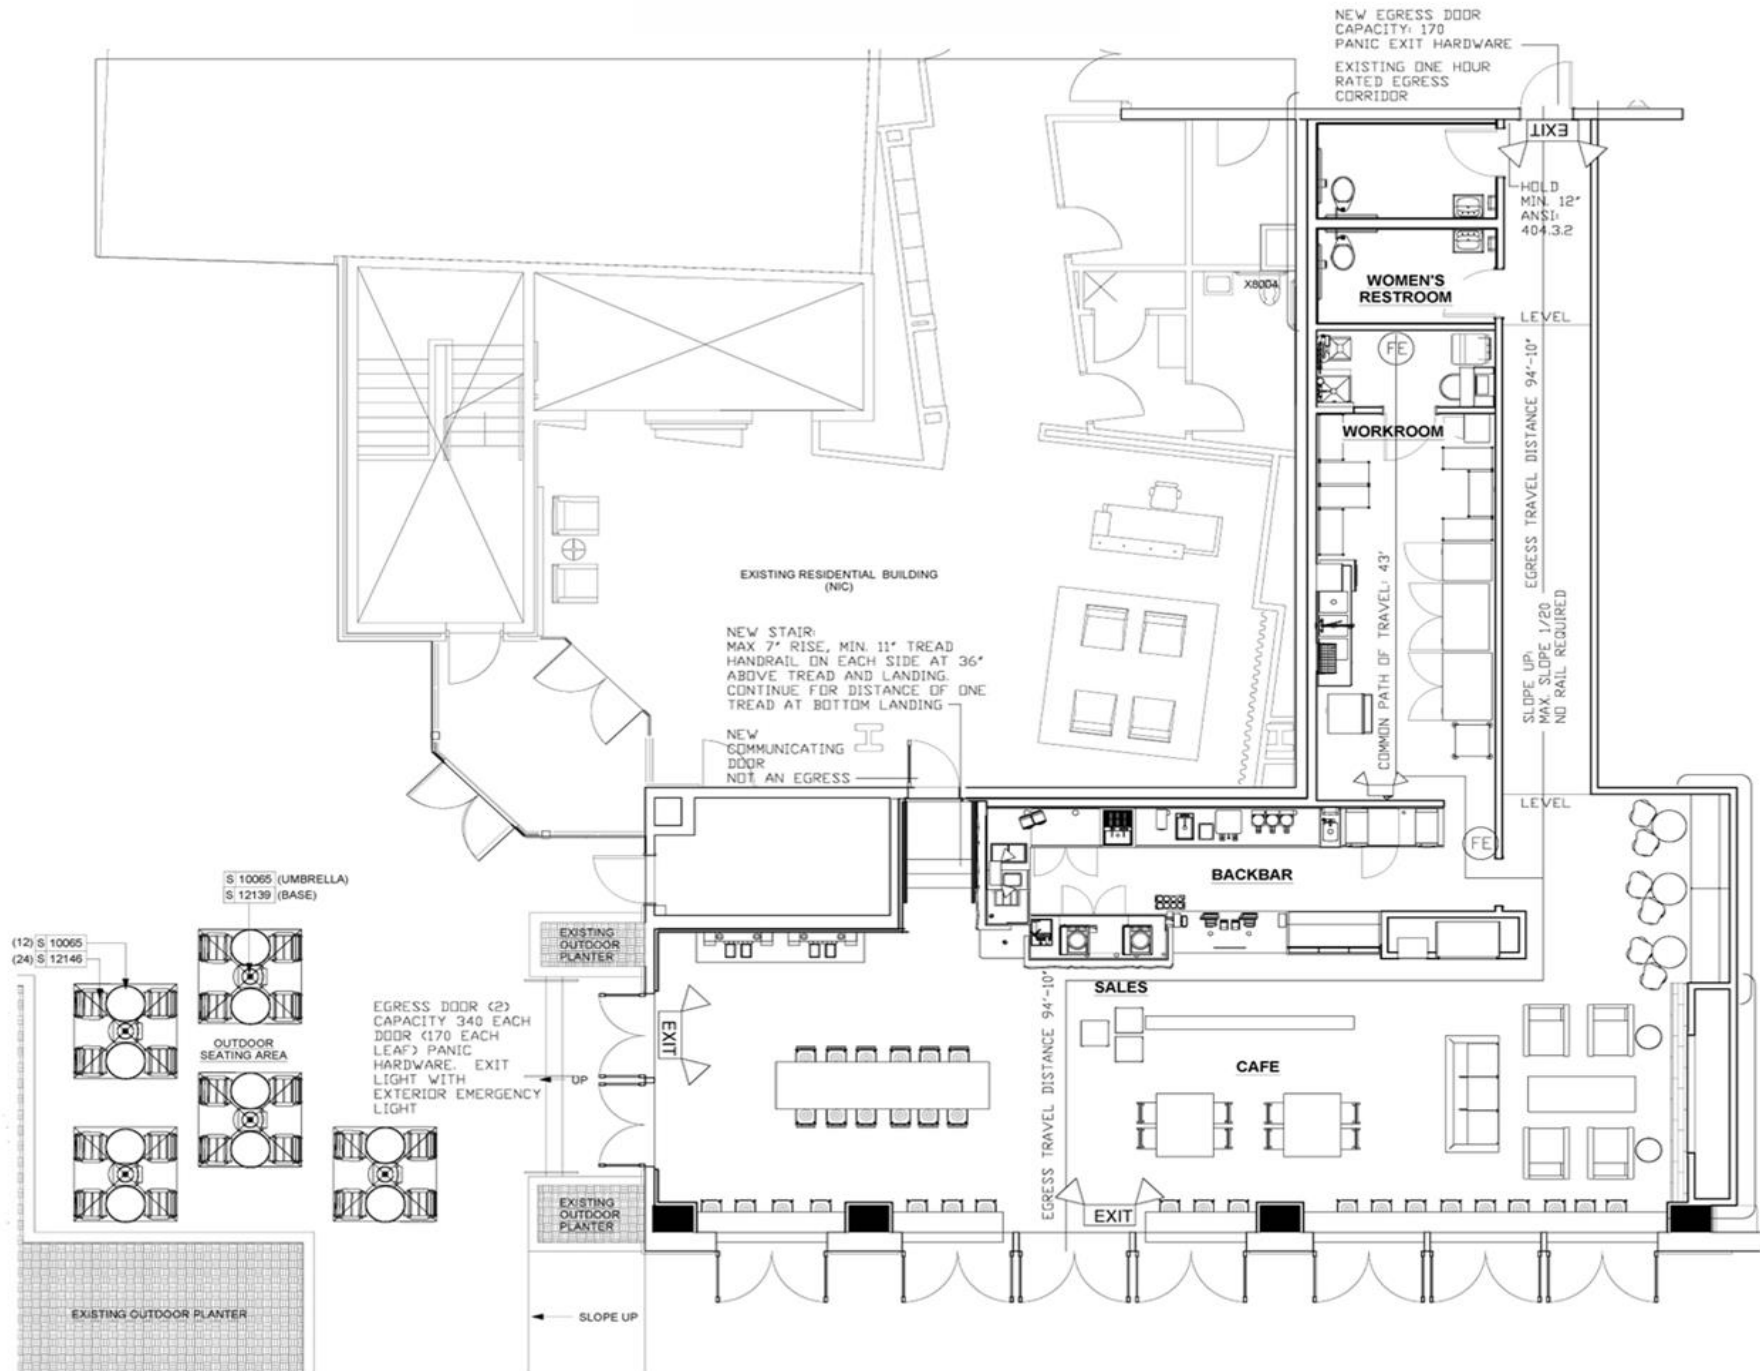 NEW EGRESS DOOR
CAPACITY: 170
PANIC EXIT HARDWARE
EXISTING ONE HOUR
RATED EGRESS
CORRIDOR
EXIT
HOLD
MIN. 12"
ANSI:
404.3.2
WOMEN'S
RESTROOM
X8004
LEVEL
FE
EGRESS TRAVEL DISTANCE 94'-10"
WORKROOM
COMMON PATH OF TRAVEL: 43'
SLOPE UP:
MAX. SLOPE 1/20
NO RAIL REQUIRED
EXISTING RESIDENTIAL BUILDING
(NIC)
NEW STAIR:
MAX 7" RISE, MIN. 11" TREAD
HANDRAIL ON EACH SIDE AT 36"
ABOVE TREAD AND LANDING.
CONTINUE FOR DISTANCE OF ONE
TREAD AT BOTTOM LANDING
NEW
COMMUNICATING
DOOR
NOT AN EGRESS
LEVEL
FE
BACKBAR
S 10065 (UMBRELLA)
S 12139 (BASE)
(12) S 10065
(24) S 12146
EXISTING
OUTDOOR
PLANTER
OUTDOOR
SEATING AREA
EGRESS DOOR (2)
CAPACITY 340 EACH
DOOR (170 EACH
LEAF) PANIC
HARDWARE. EXIT
LIGHT WITH
EXTERIOR EMERGENCY
LIGHT
UP
EXIT
SALES
CAFE
EGRESS TRAVEL DISTANCE 94'-10"
EXISTING
OUTDOOR
PLANTER
EXIT
EXISTING OUTDOOR PLANTER
SLOPE UP